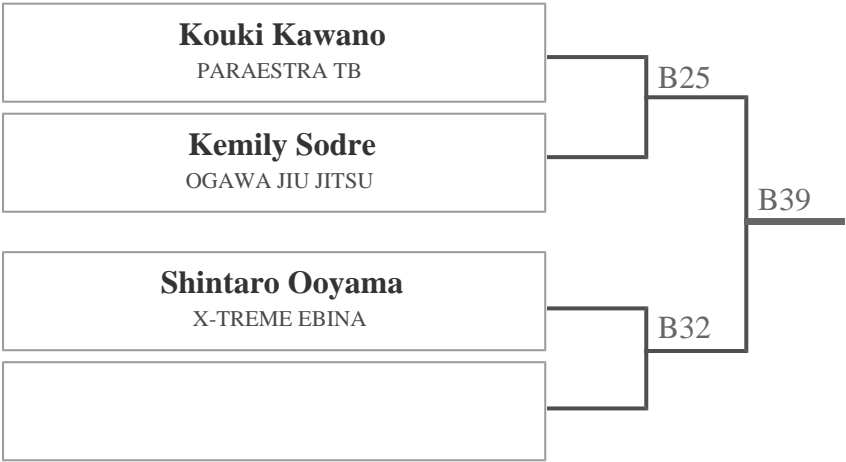 Kouki Kawano
PARAESTRA TB
B25
Kemily Sodre
OGAWA JIU JITSU
B39
Shintaro Ooyama
X-TREME EBINA
B32